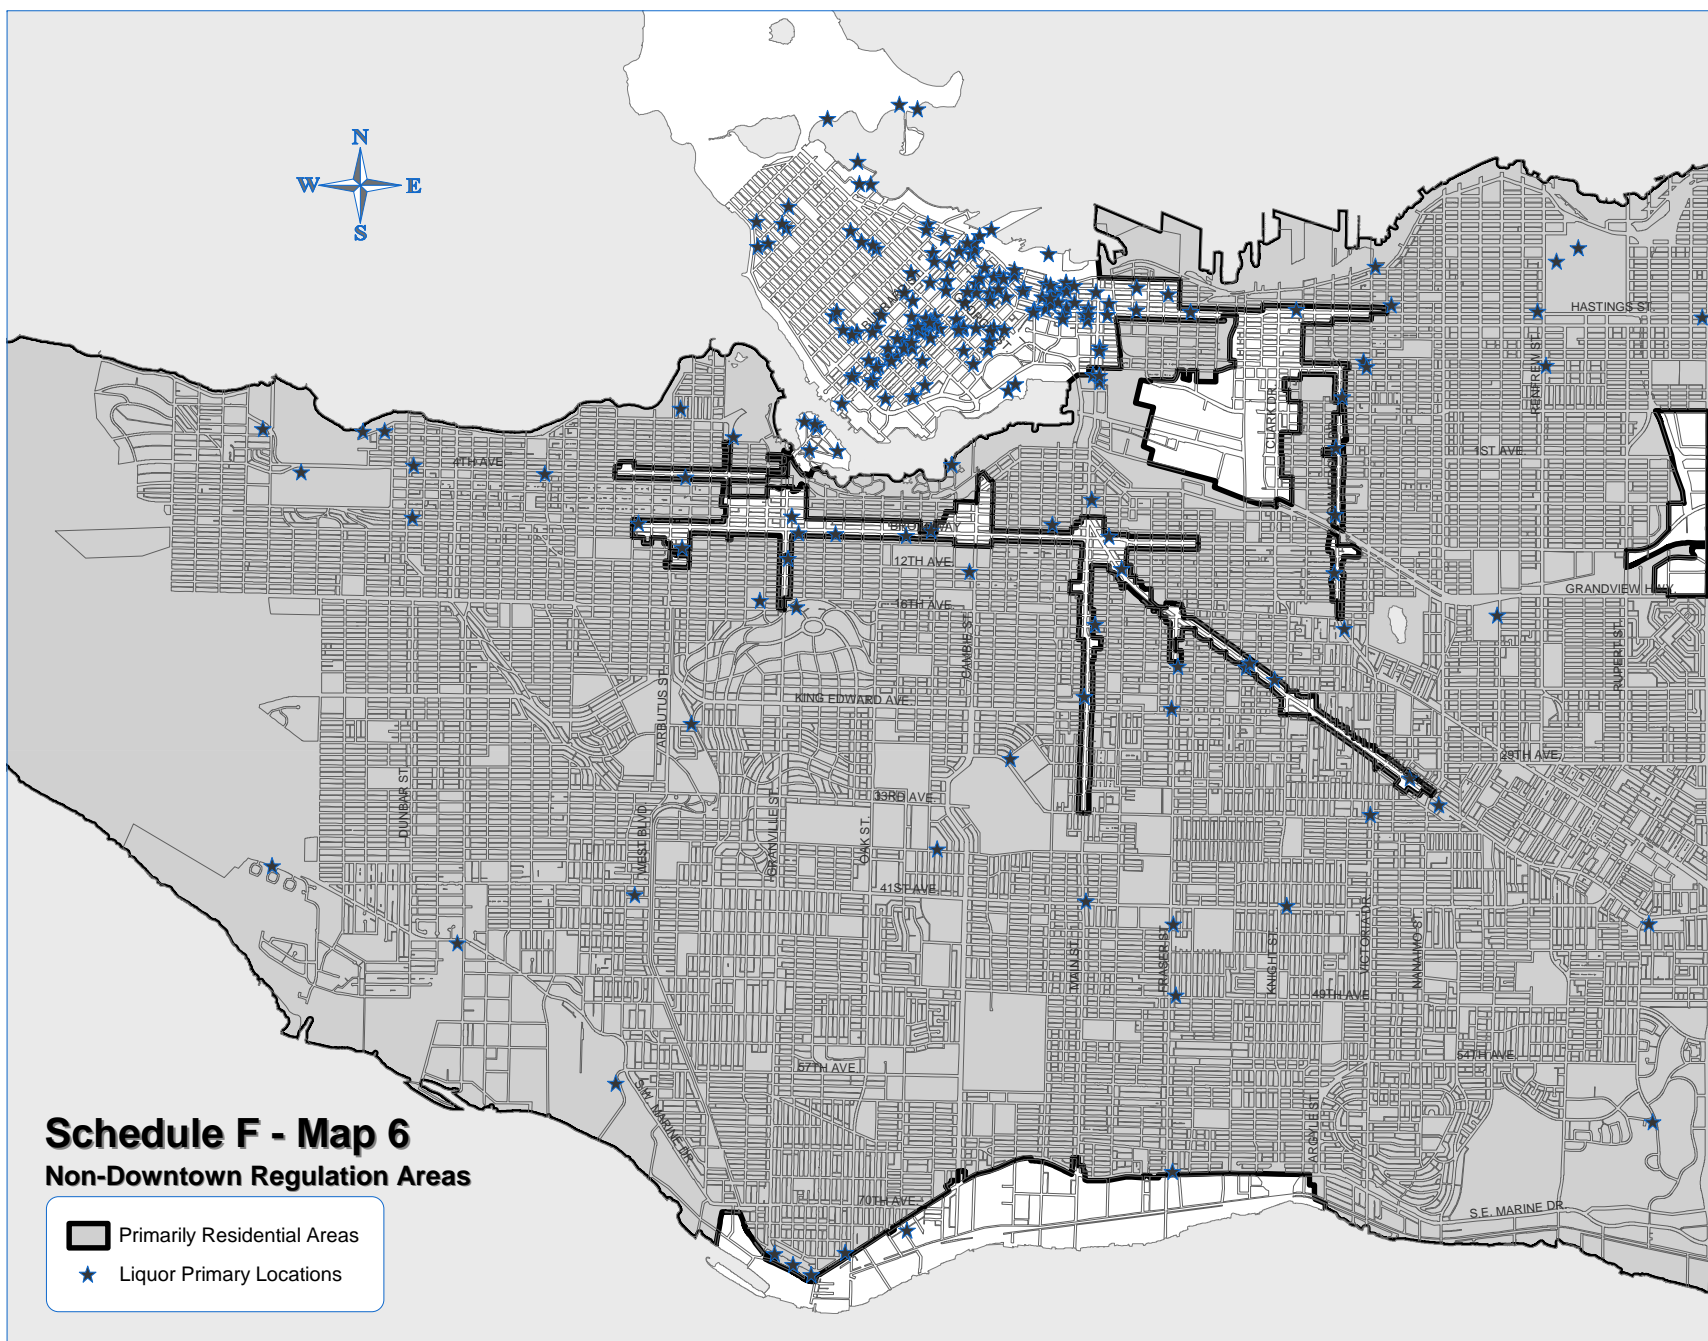 N
W E
S
HASTINGS ST.
RENFREW ST.
CLARK DR.
1ST AVE.
4TH AVE.
BROADWAY
12TH AVE.
16TH AVE.
GRANDVIEW HWY.
CAMBIE ST.
RUPERT ST.
ARBUTUS ST.
KING EDWARD AVE.
29TH AVE.
DUNBAR ST.
33RD AVE.
WEST BLVD.
GRANVILLE ST.
OAK ST.
41ST AVE.
MAIN ST.
FRASER ST.
KNIGHT ST.
VICTORIA DR.
NANAIMO ST.
49TH AVE.
54TH AVE.
57TH AVE.
S.W. MARINE DR.
ARGYLE ST.
70TH AVE.
S.E. MARINE DR.
Schedule F - Map 6
Non-Downtown Regulation Areas
Primarily Residential Areas
Liquor Primary Locations